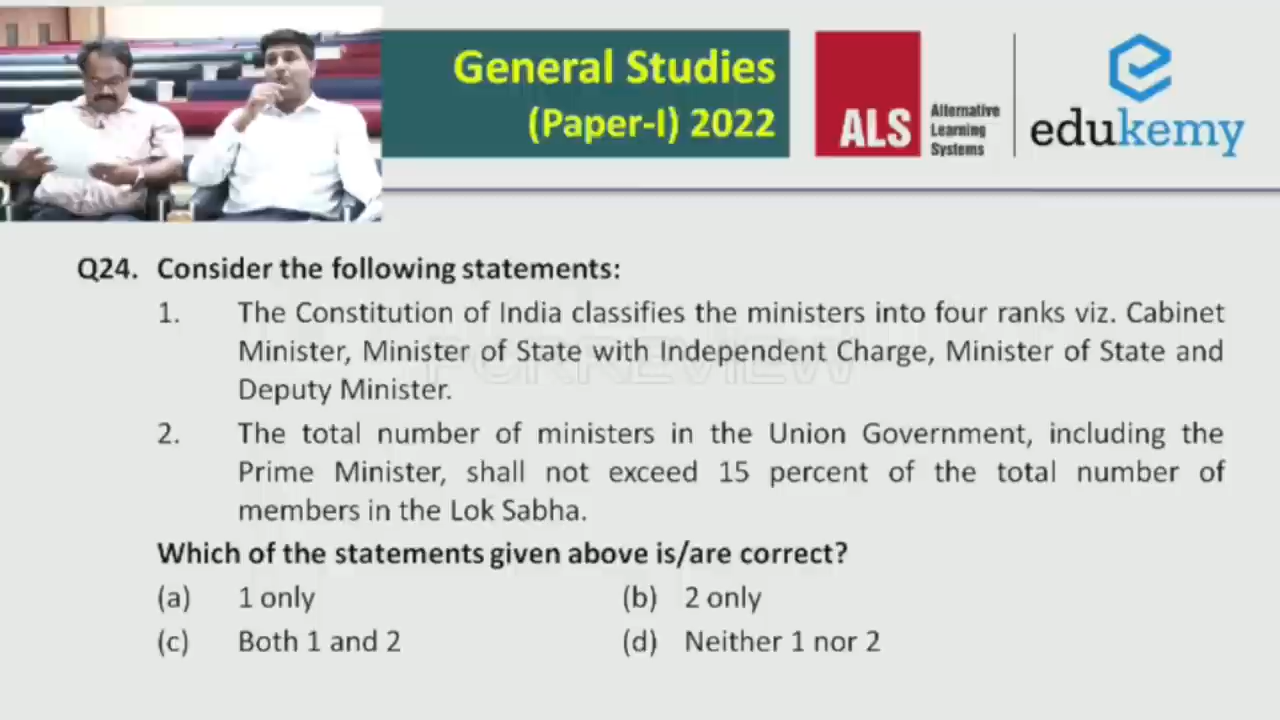 General Studies
(Paper-I) 2022
ALS
Alternative
Learning
Systems
edukemy
Q24. Consider the following statements:
1. The Constitution of India classifies the ministers into four ranks viz. Cabinet
Minister, Minister of State with Independent Charge, Minister of State and
Deputy Minister.
2. The total number of ministers in the Union Government, including the
Prime Minister, shall not exceed 15 percent of the total number of
members in the Lok Sabha.
FOR REVIEW
Which of the statements given above is/are correct?
(a) 1 only (b) 2 only
(c) Both 1 and 2 (d) Neither 1 nor 2